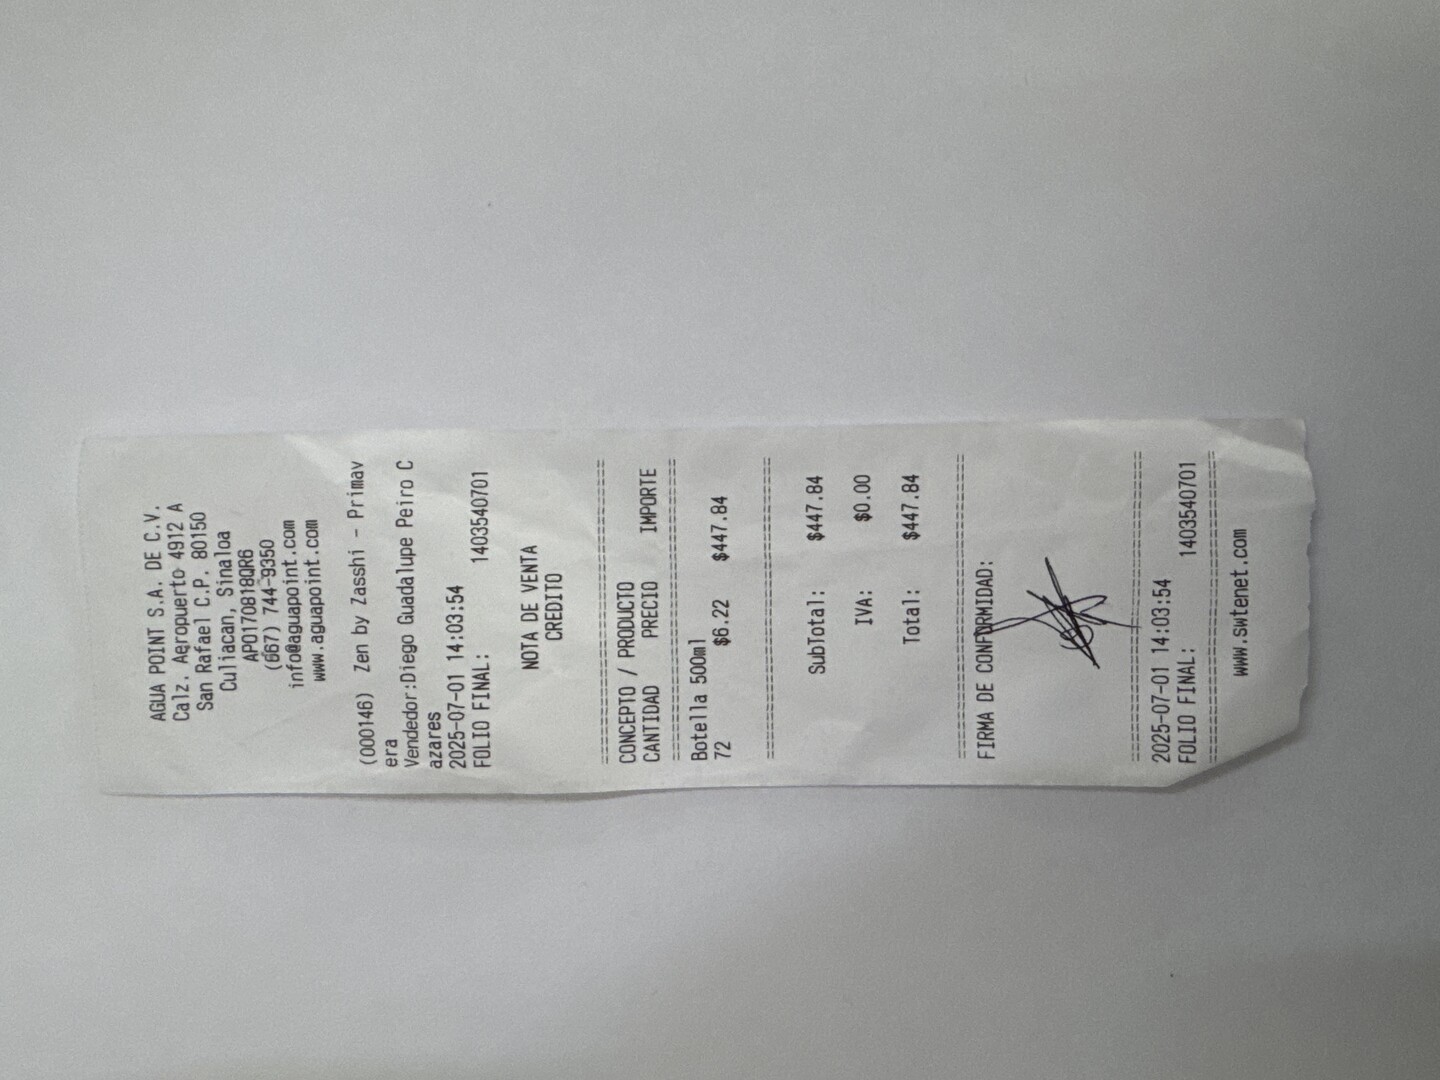 AGUA POINT S.A. DE C.V.
Calz. Aeropuerto 4912 A
San Rafael C.P. 80150
Culiacan, Sinaloa
APO170818QR6
(667) 744-9350
info@aguapoint.com
www.aguapoint.com
(000146) Zen by Zasshi - Primav
era
Vendedor:Diego Guadalupe Peiro C
azares
2025-07-01 14:03:54
FOLIO FINAL: 1403540701
NOTA DE VENTA
CREDITO
================================
CONCEPTO / PRODUCTO
CANTIDAD PRECIO IMPORTE
================================
Botella 500ml
72 $6.22 $447.84
================================
SubTotal: $447.84
IVA: $0.00
Total: $447.84
================================
FIRMA DE CONFORMIDAD:
================================
2025-07-01 14:03:54
FOLIO FINAL: 1403540701
================================
www.swtenet.com